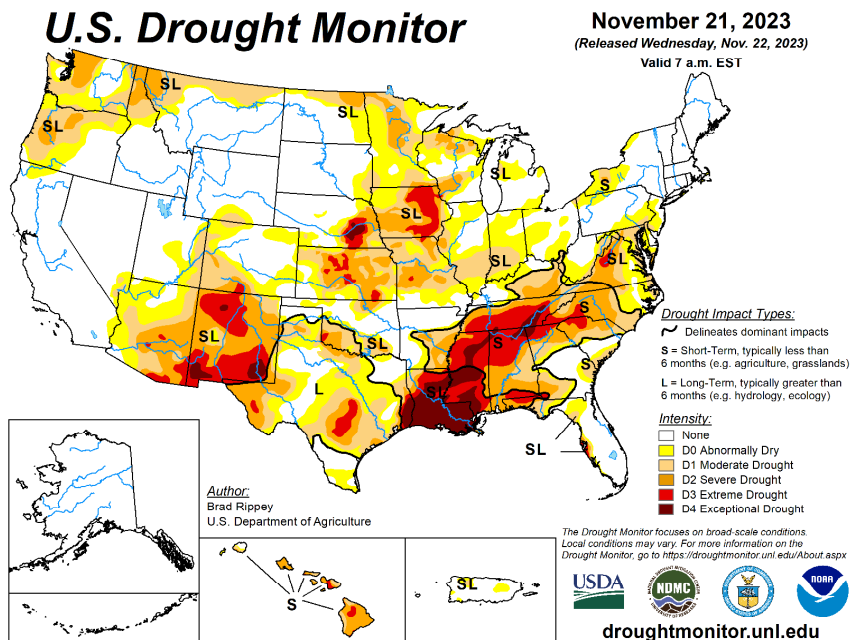 U.S. Drought Monitor
November 21, 2023
(Released Wednesday, Nov. 22, 2023)
Valid 7 a.m. EST
SL
SL
SL
SL
S
SL
SL
SL
SL
S
SL
S
L
SL
S
SL
Drought Impact Types:
Delineates dominant impacts
S = Short-Term, typically less than
6 months (e.g. agriculture, grasslands)
L = Long-Term, typically greater than
6 months (e.g. hydrology, ecology)
Intensity:
None
D0 Abnormally Dry
D1 Moderate Drought
D2 Severe Drought
D3 Extreme Drought
D4 Exceptional Drought
SL
Author:
Brad Rippey
U.S. Department of Agriculture
S
SL
The Drought Monitor focuses on broad-scale conditions.
Local conditions may vary. For more information on the
Drought Monitor, go to https://droughtmonitor.unl.edu/About.aspx
USDA
NDMC
NOAA
droughtmonitor.unl.edu